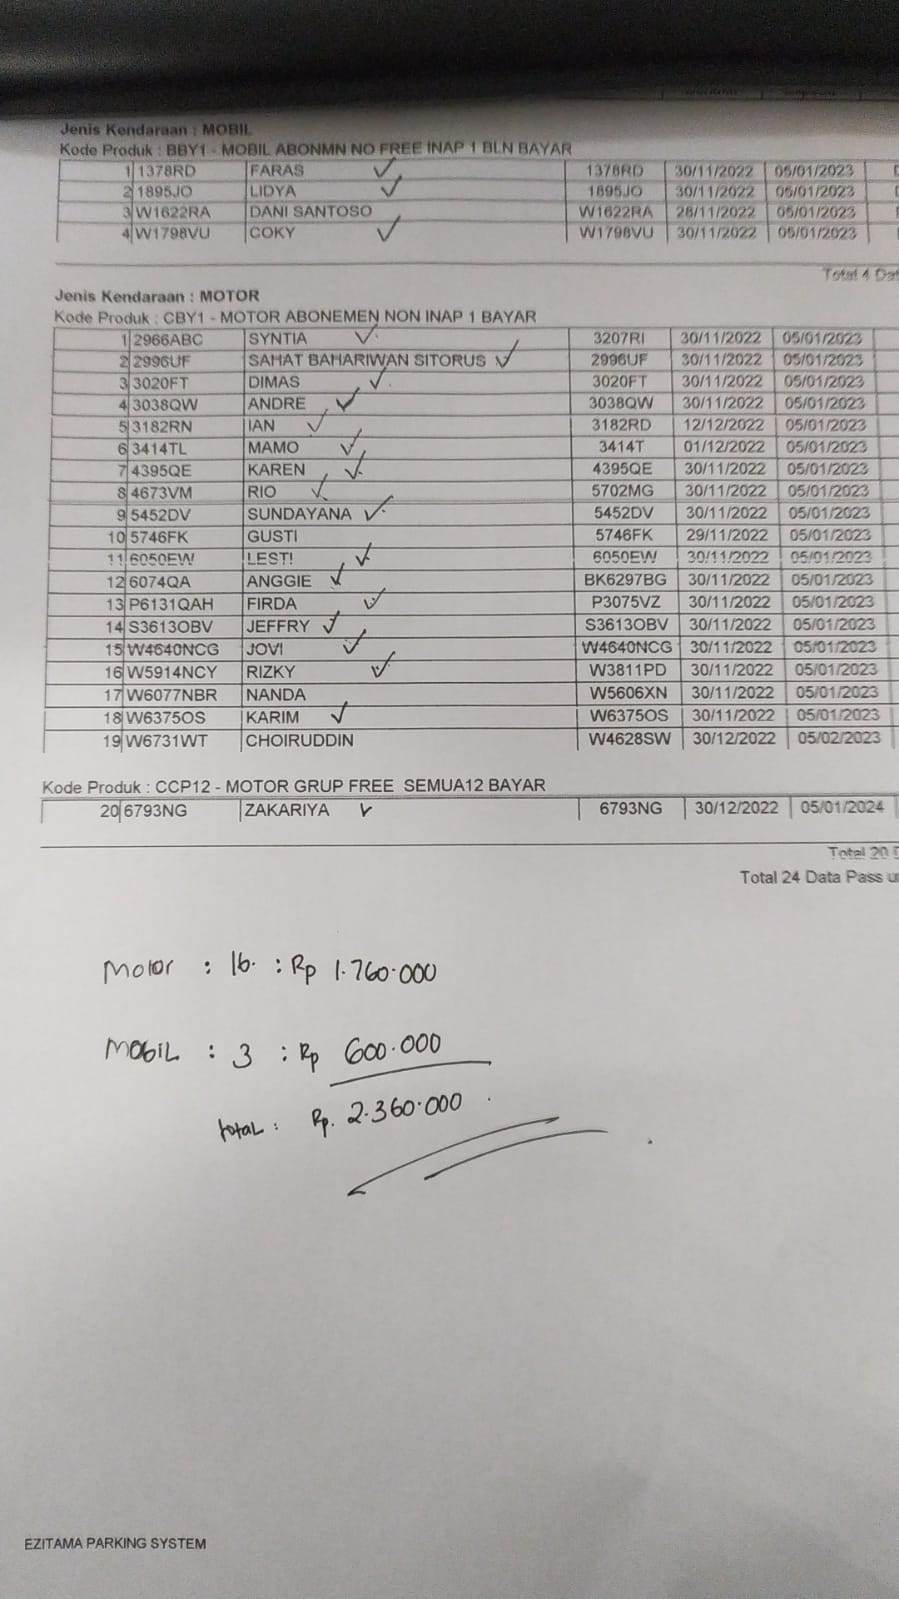 Jenis Kendaraan : MOBIL
Kode Produk : BBY1 - MOBIL ABONMN NO FREE INAP 1 BLN BAYAR
1 1378RD FARAS ✓ 1378RD 30/11/2022 05/01/2023
2 1895JO LIDYA ✓ 1895JO 30/11/2022 05/01/2023
3 W1622RA DANI SANTOSO W1622RA 28/11/2022 05/01/2023
4 W1798VU COKY ✓ W1798VU 30/11/2022 05/01/2023
Total 4 Dat
Jenis Kendaraan : MOTOR
Kode Produk : CBY1 - MOTOR ABONEMEN NON INAP 1 BAYAR
1 2966ABC SYNTIA ✓ 3207RI 30/11/2022 05/01/2023
2 2996UF SAHAT BAHARIWAN SITORUS ✓ 2996UF 30/11/2022 05/01/2023
3 3020FT DIMAS ✓ 3020FT 30/11/2022 05/01/2023
4 3038QW ANDRE ✓ 3038QW 30/11/2022 05/01/2023
5 3182RN IAN ✓ 3182RD 12/12/2022 05/01/2023
6 3414TL MAMO ✓ 3414T 01/12/2022 05/01/2023
7 4395QE KAREN ✓ 4395QE 30/11/2022 05/01/2023
8 4673VM RIO ✓ 5702MG 30/11/2022 05/01/2023
9 5452DV SUNDAYANA ✓ 5452DV 30/11/2022 05/01/2023
10 5746FK GUSTI 5746FK 29/11/2022 05/01/2023
11 6050EW LESTI ✓ 6050EW 30/11/2022 05/01/2023
12 6074QA ANGGIE ✓ BK6297BG 30/11/2022 05/01/2023
13 P6131QAH FIRDA ✓ P3075VZ 30/11/2022 05/01/2023
14 S3613OBV JEFFRY ✓ S3613OBV 30/11/2022 05/01/2023
15 W4640NCG JOVI ✓ W4640NCG 30/11/2022 05/01/2023
16 W5914NCY RIZKY ✓ W3811PD 30/11/2022 05/01/2023
17 W6077NBR NANDA W5606XN 30/11/2022 05/01/2023
18 W6375OS KARIM ✓ W6375OS 30/11/2022 05/01/2023
19 W6731WT CHOIRUDDIN W4628SW 30/12/2022 05/02/2023
Kode Produk : CCP12 - MOTOR GRUP FREE SEMUA12 BAYAR
20 6793NG ZAKARIYA ✓ 6793NG 30/12/2022 05/01/2024
Total 20 D
Total 24 Data Pass u
Motor : 16. : Rp 1.760.000
MOBIL : 3 : Rp 600.000
total : Rp. 2.360.000
EZITAMA PARKING SYSTEM